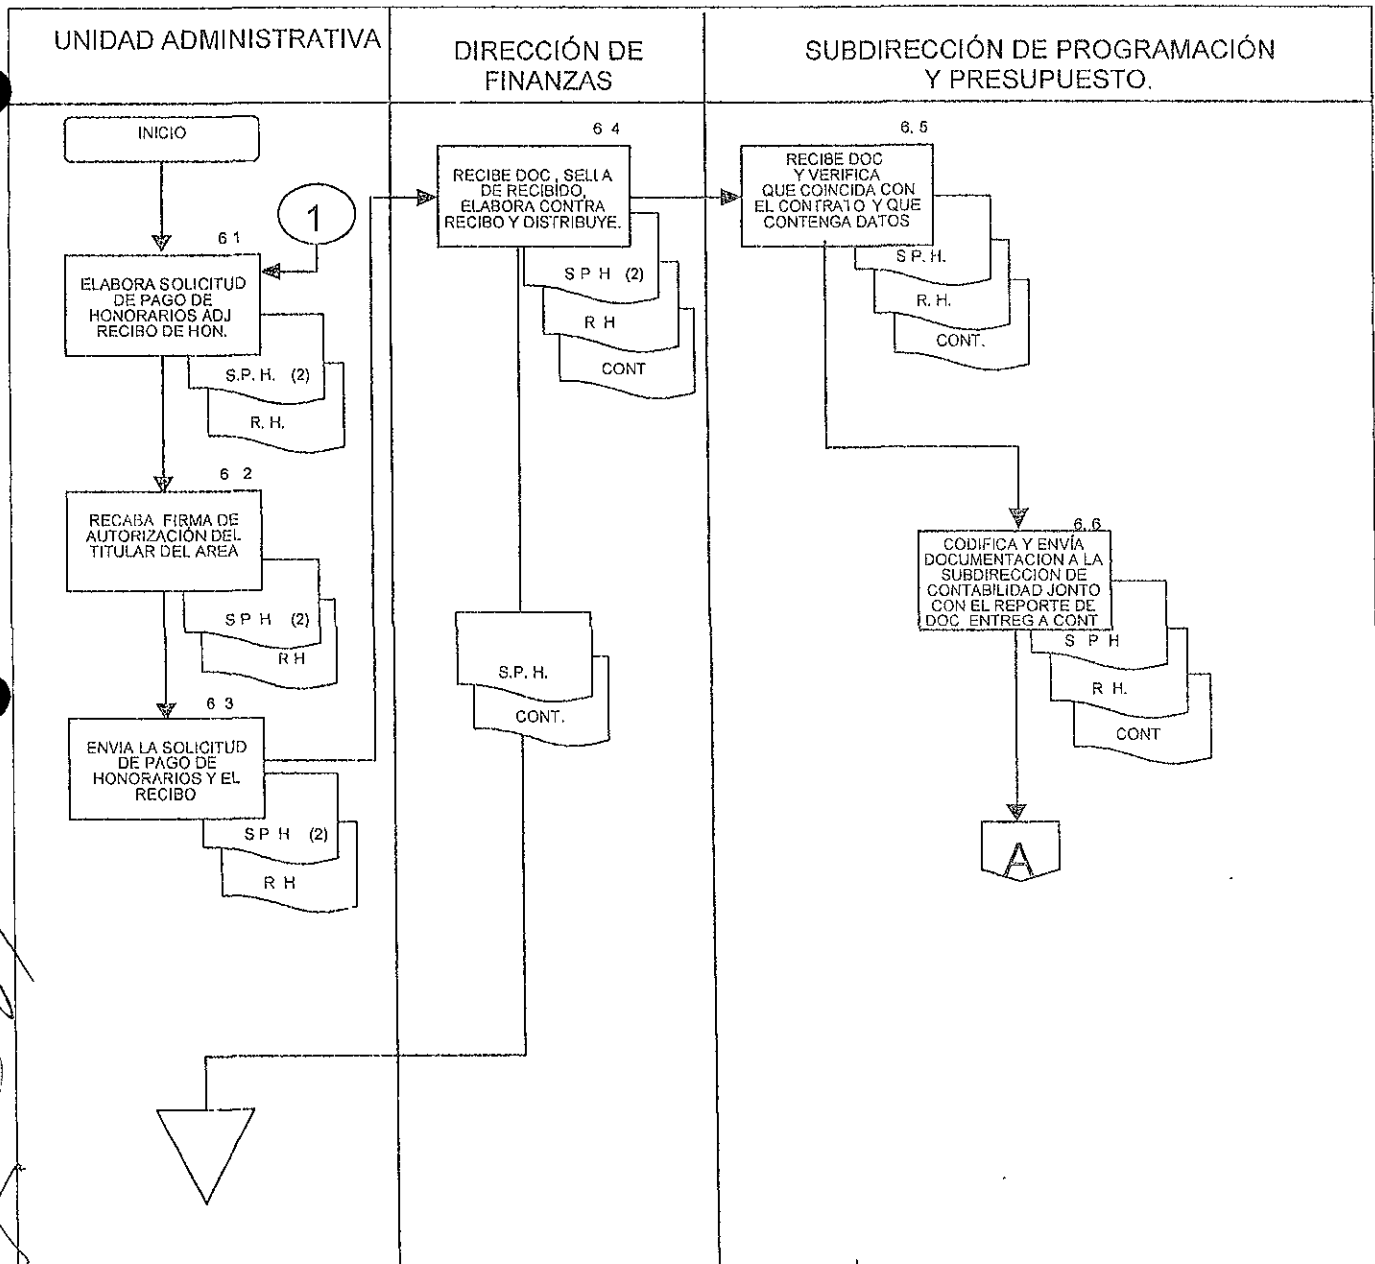 UNIDAD ADMINISTRATIVA
DIRECCIÓN DE
FINANZAS
SUBDIRECCIÓN DE PROGRAMACIÓN
Y PRESUPUESTO.
INICIO
1
6 1
ELABORA SOLICITUD
DE PAGO DE
HONORARIOS ADJ
RECIBO DE HON.
S.P. H. (2)
R. H.
6 2
RECABA FIRMA DE
AUTORIZACIÓN DEL
TITULAR DEL AREA
S P H (2)
R H
6 3
ENVIA LA SOLICITUD
DE PAGO DE
HONORARIOS Y EL
RECIBO
S P H (2)
R H
6 4
RECIBE DOC , SELLA
DE RECIBIDO,
ELABORA CONTRA
RECIBO Y DISTRIBUYE.
S P H (2)
R H
CONT
S.P. H.
CONT.
6. 5
RECIBE DOC
Y VERIFICA
QUE COINCIDA CON
EL CONTRATO Y QUE
CONTENGA DATOS
S P. H.
R. H.
CONT.
6. 6
CODIFICA Y ENVÍA
DOCUMENTACION A LA
SUBDIRECCIÓN DE
CONTABILIDAD JONTO
CON EL REPORTE DE
DOC ENTREG A CONT
S P H
R H.
CONT
A